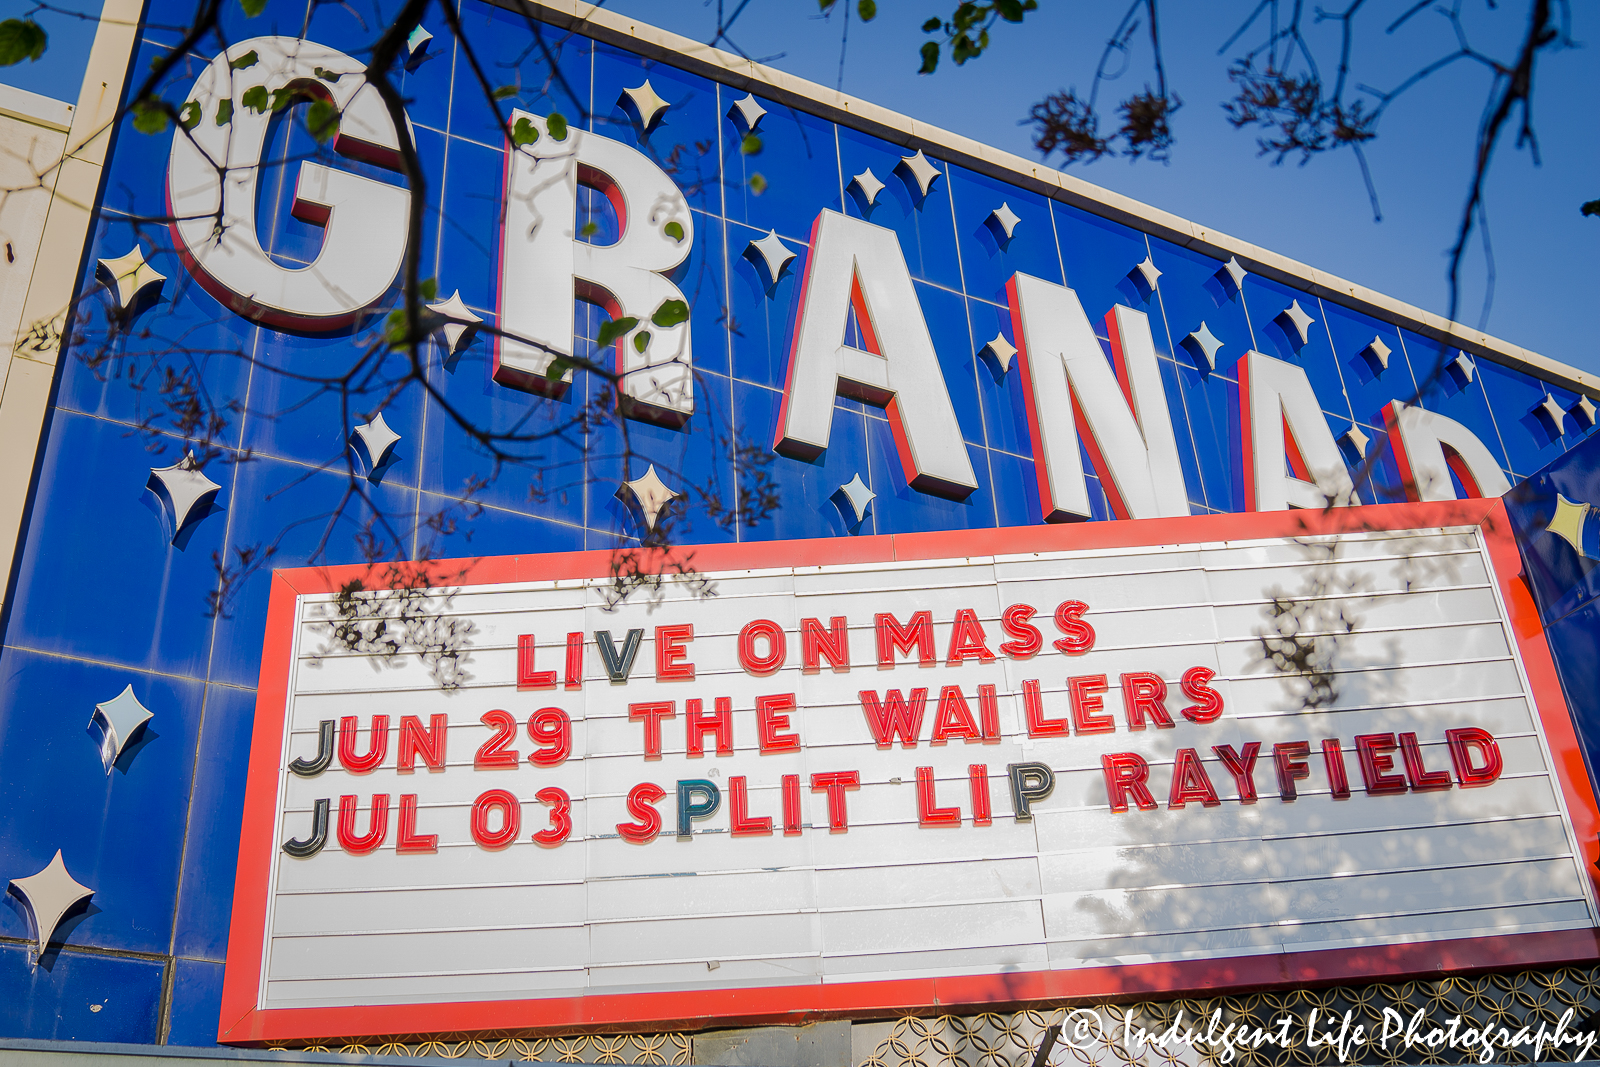 GRANAD
LIVE ON MASS
JUN 29 THE WAILERS
JUL 03 SPLIT LIP RAYFIELD
© Indulgent Life Photography